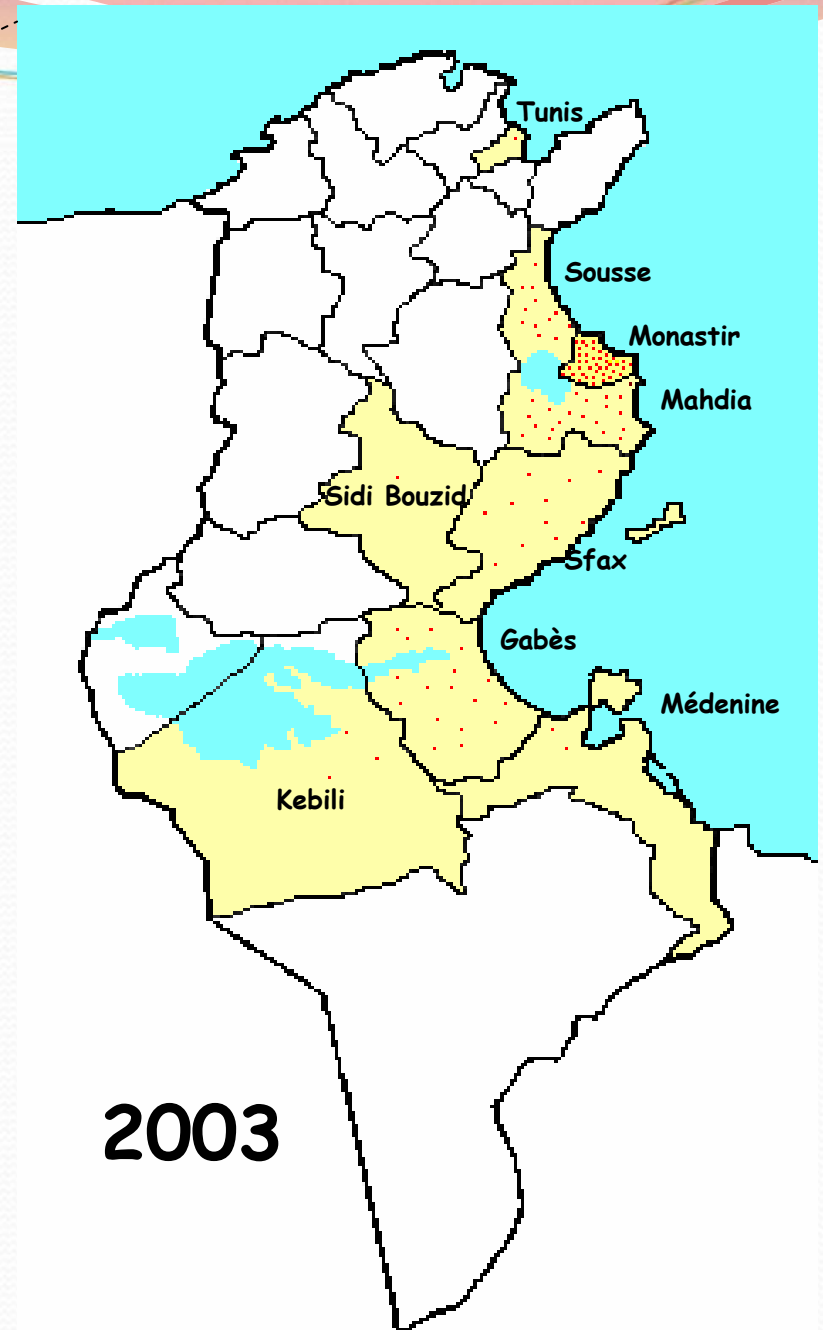 Tunis
Sousse
Monastir
Mahdia
Sidi Bouzid
Sfax
Gabès
Médenine
Kebili
2003